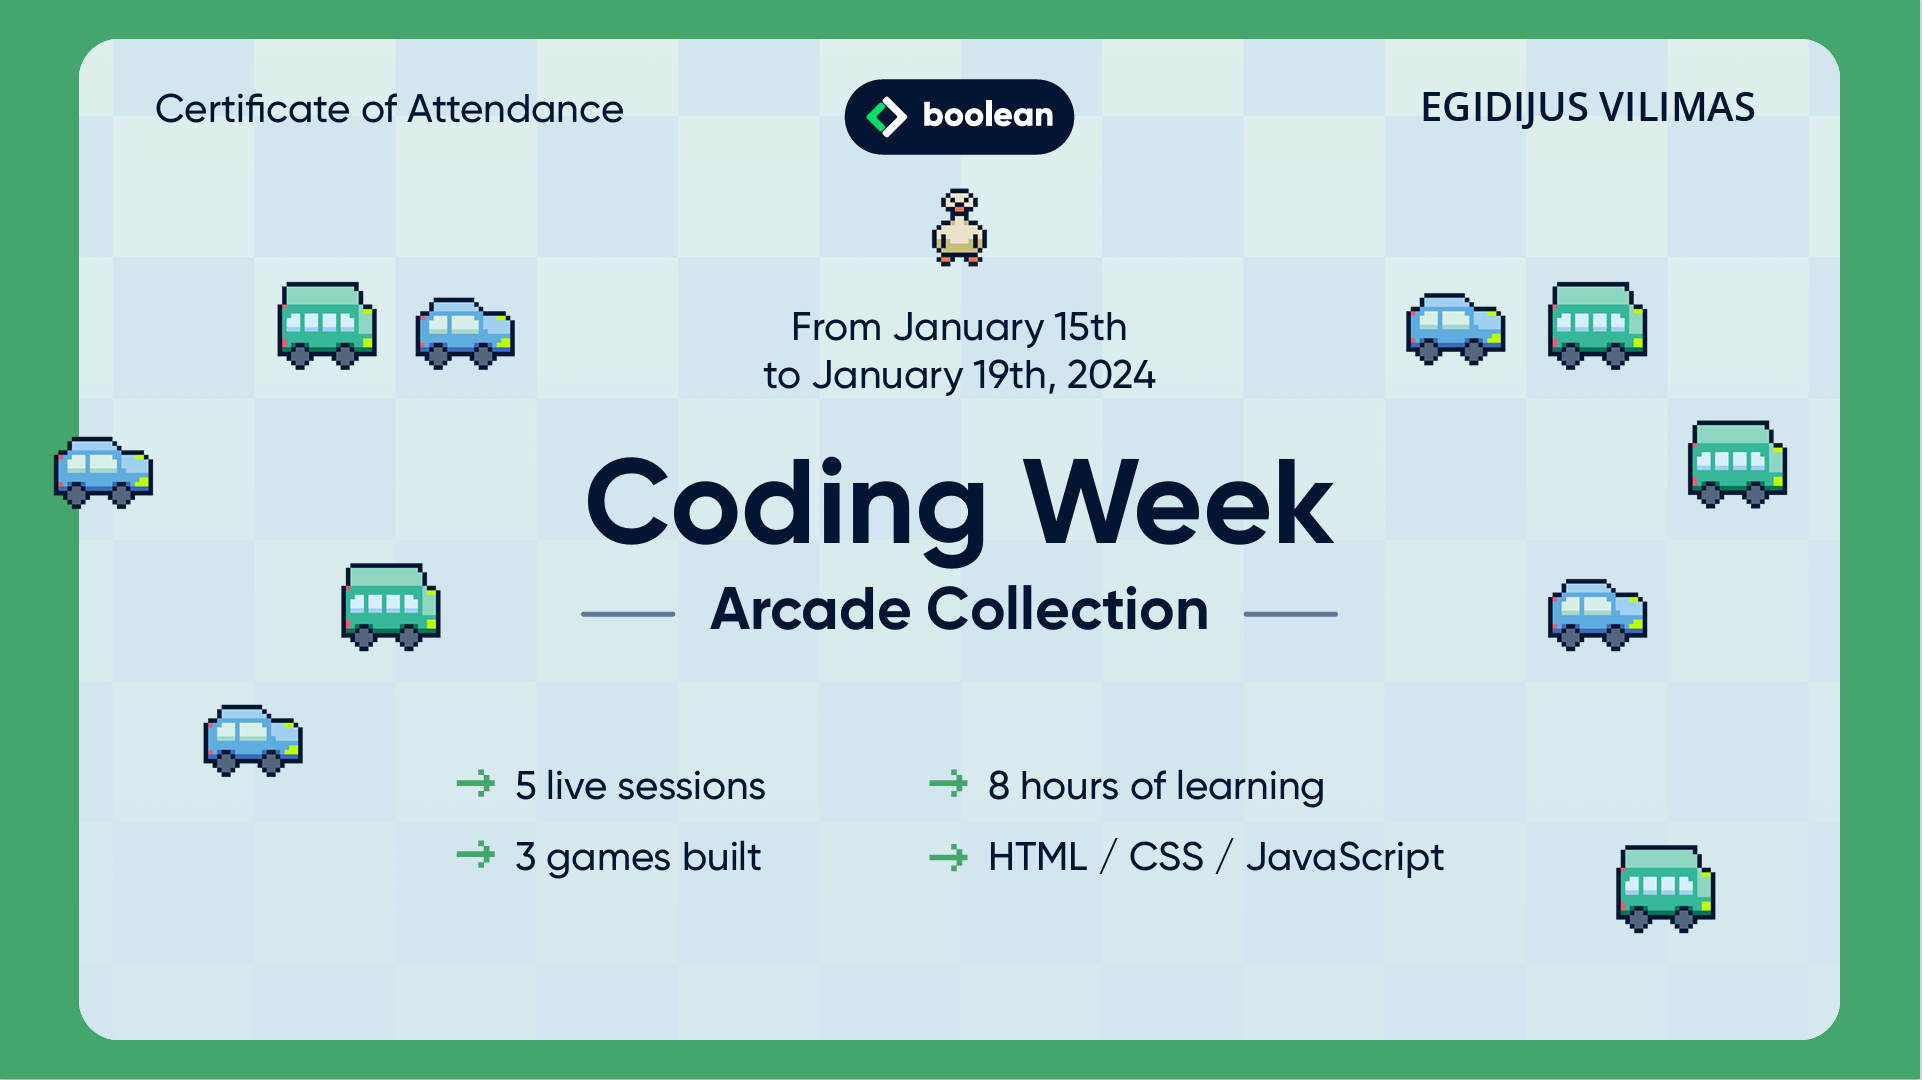 Certificate of Attendance
boolean
EGIDIJUS VILIMAS
From January 15th
to January 19th, 2024
Coding Week
Arcade Collection
5 live sessions
8 hours of learning
3 games built
HTML / CSS / JavaScript